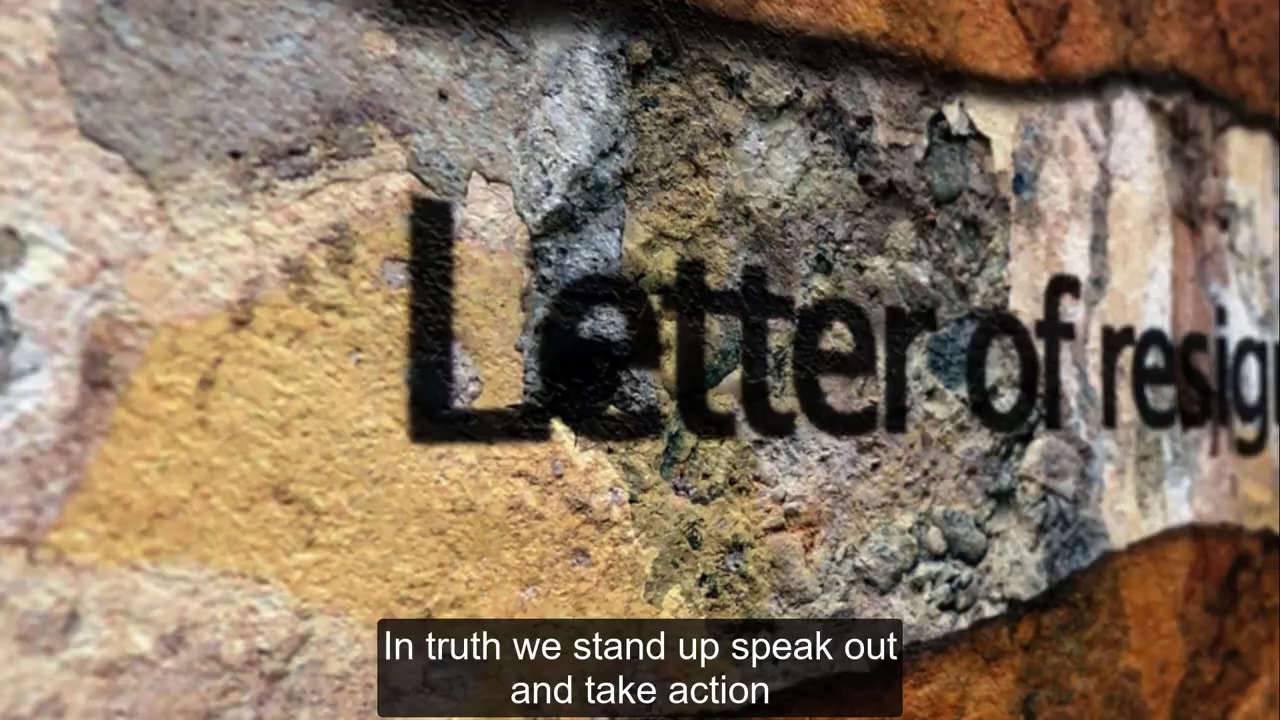 Letter of resig
In truth we stand up speak out
and take action